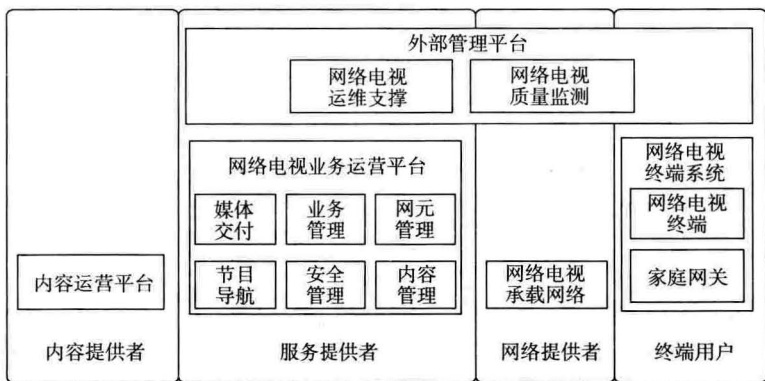 外部管理平台
网络电视
运维支撑
网络电视
质量监测
网络电视业务运营平台
媒体
交付
业务
管理
网元
管理
节目
导航
安全
管理
内容
管理
内容运营平台
网络电视
承载网络
网络电视
终端系统
网络电视
终端
家庭网关
内容提供者
服务提供者
网络提供者
终端用户